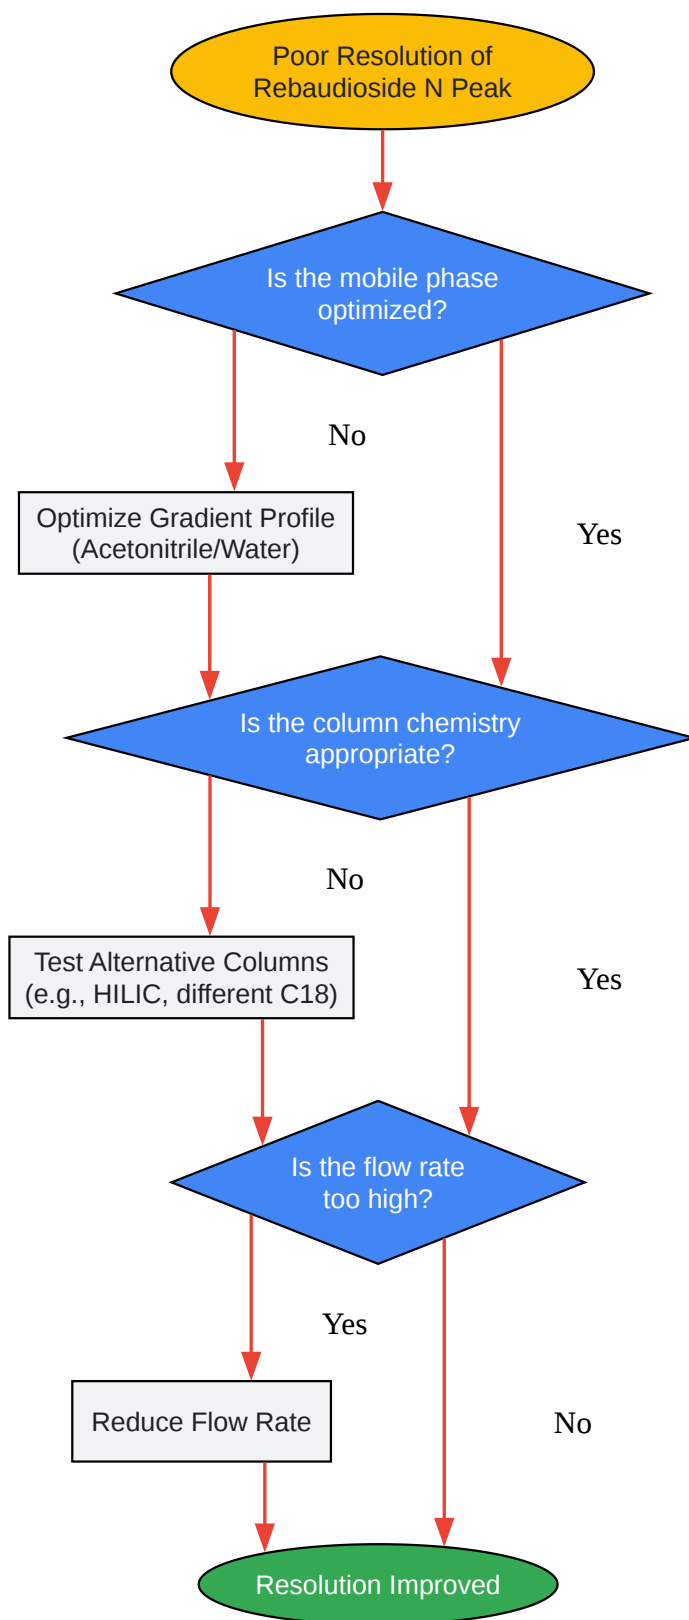 Poor Resolution of
Rebaudioside N Peak
Is the mobile phase
optimized?
No
Optimize Gradient Profile
(Acetonitrile/Water)
Yes
Is the column chemistry
appropriate?
No
Test Alternative Columns
(e.g., HILIC, different C18)
Yes
Is the flow rate
too high?
Yes
Reduce Flow Rate
No
Resolution Improved